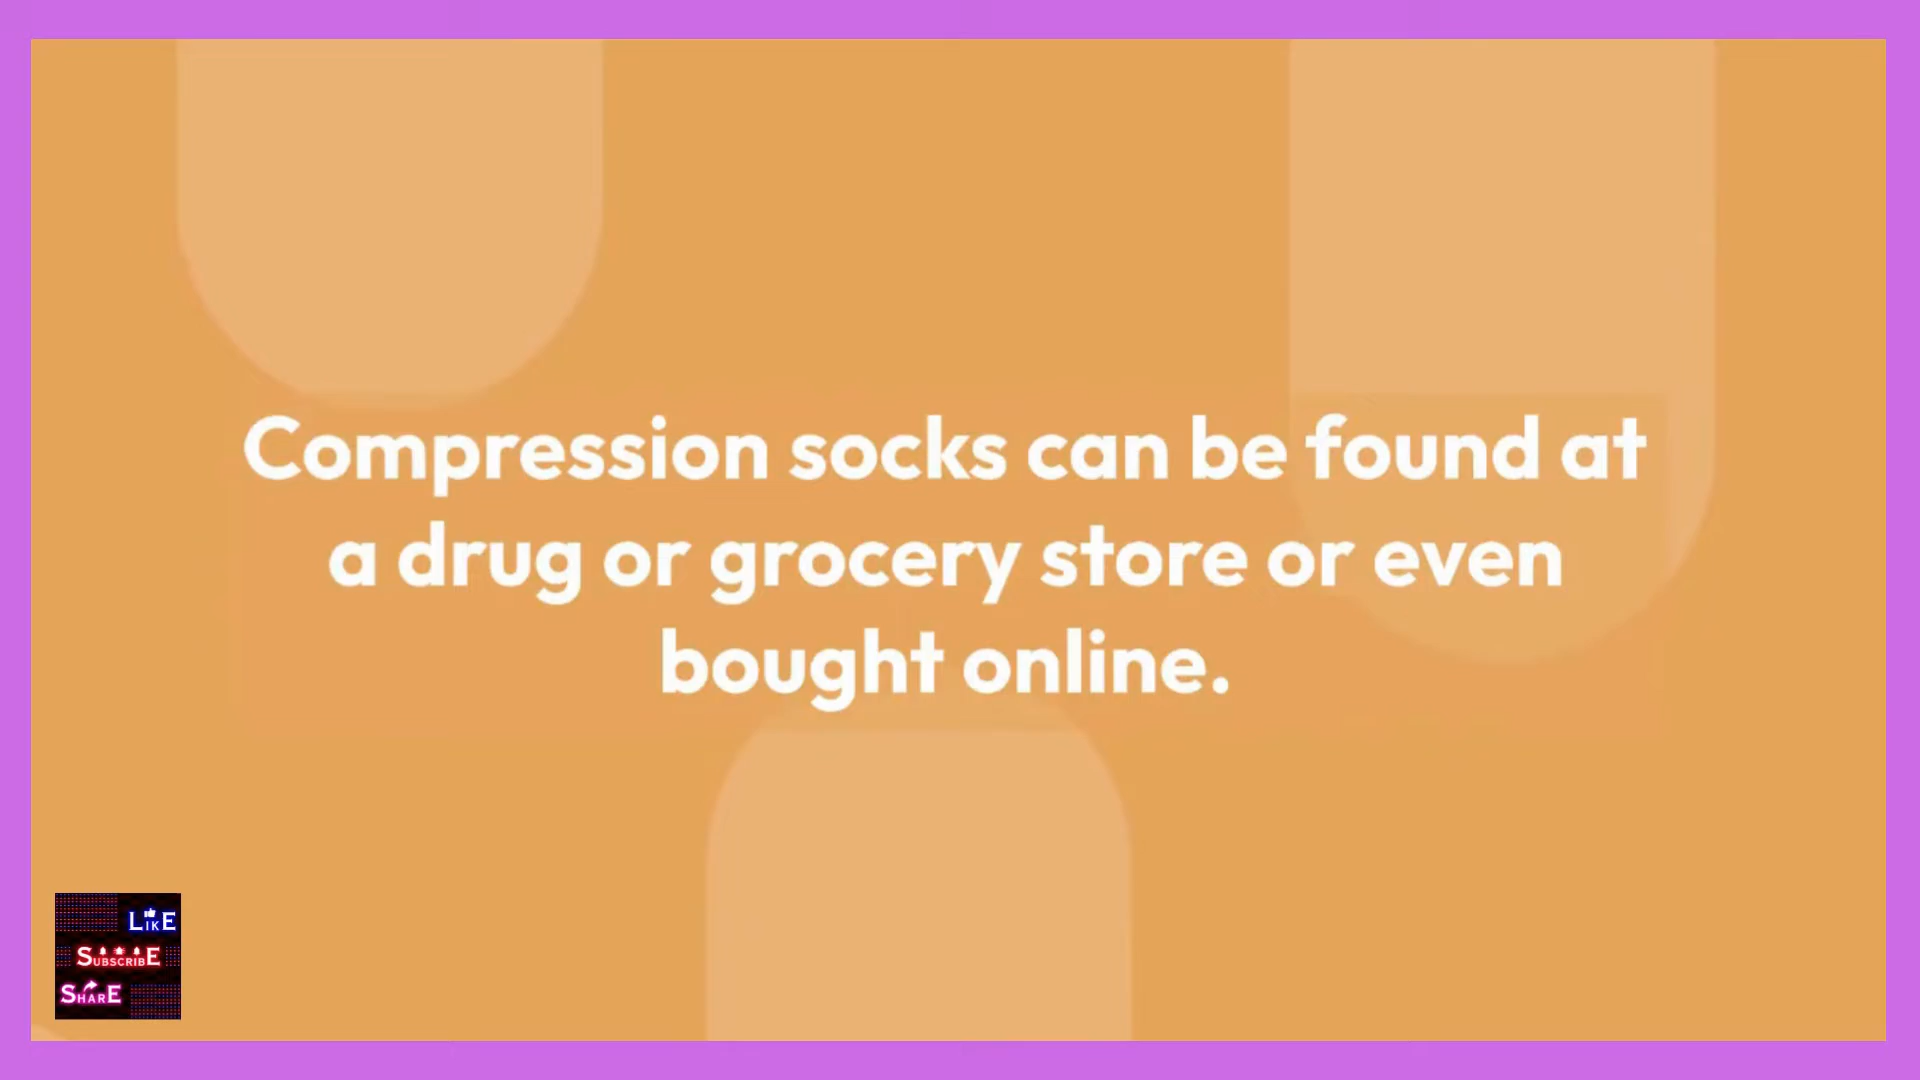 Compression socks can be found at
a drug or grocery store or even
bought online.
LIKE
SUBSCRIBE
SHARE